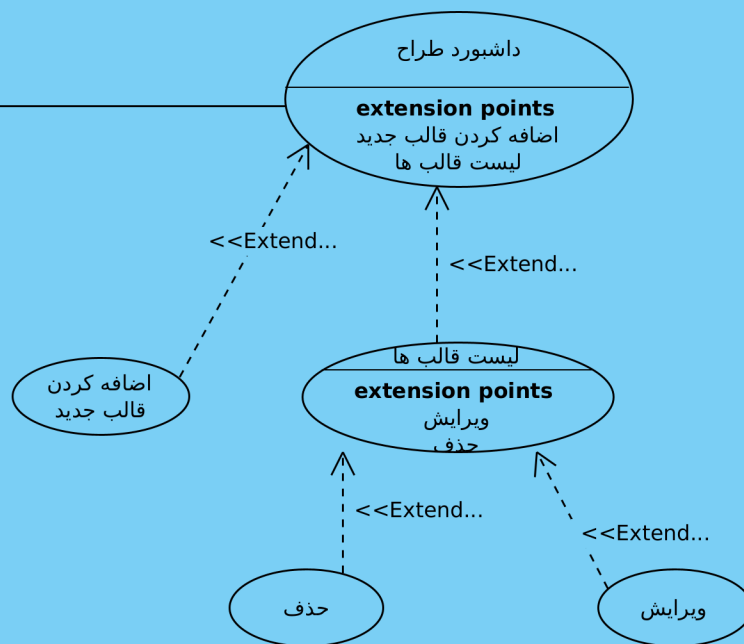 داشبورد طراح
extension points
اضافه کردن قالب جدید
لیست قالب ها
<<Extend...
<<Extend...
لیست قالب ها
extension points
ویرایش
حذف
اضافه کردن
قالب جدید
<<Extend...
<<Extend...
حذف
ویرایش